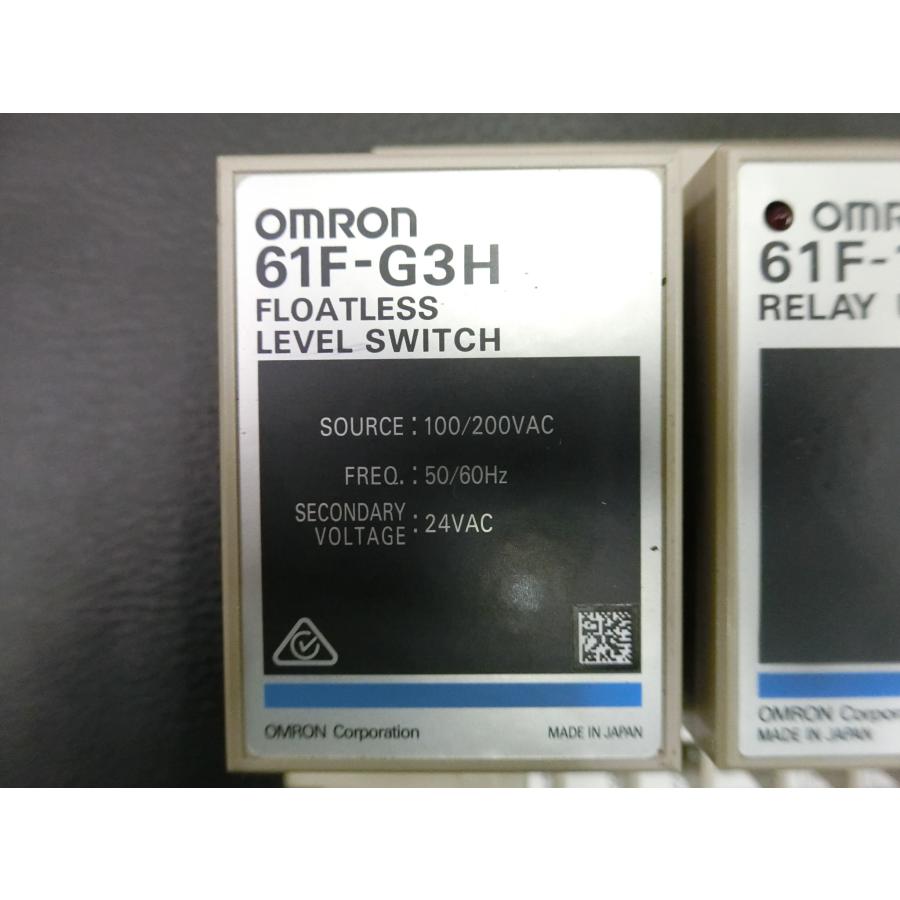 OMRON
61F-G3H
FLOATLESS
LEVEL SWITCH
SOURCE : 100/200VAC
FREQ. : 50/60Hz
SECONDARY
VOLTAGE : 24VAC
OMRON Corporation
MADE IN JAPAN
61F-
RELAY
OMRON
MADE IN JAPAN